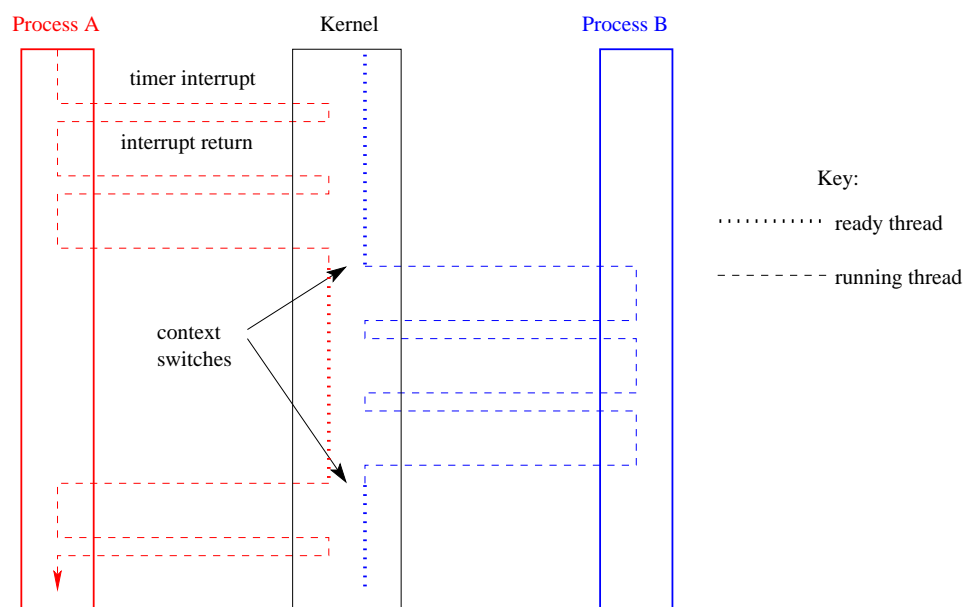 Process A
Kernel
Process B
timer interrupt
interrupt return
Key:
ready thread
running thread
context
switches